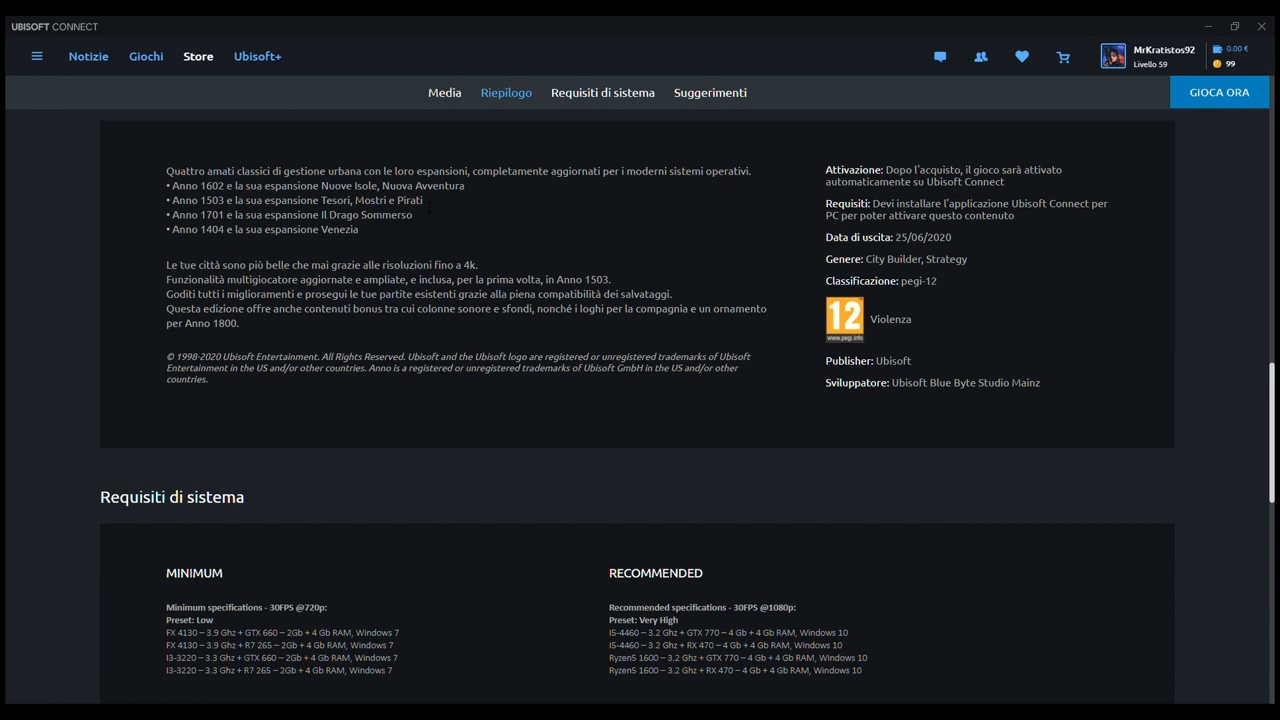 UBISOFT CONNECT
Notizie Giochi Store Ubisoft+
MrKratistos92
Livello 59
0.00 €
99
Media Riepilogo Requisiti di sistema Suggerimenti
GIOCA ORA
Quattro amati classici di gestione urbana con le loro espansioni, completamente aggiornati per i moderni sistemi operativi.
• Anno 1602 e la sua espansione Nuove Isole, Nuova Avventura
• Anno 1503 e la sua espansione Tesori, Mostri e Pirati
• Anno 1701 e la sua espansione Il Drago Sommerso
• Anno 1404 e la sua espansione Venezia
Le tue città sono più belle che mai grazie alle risoluzioni fino a 4k.
Funzionalità multigiocatore aggiornate e ampliate, e inclusa, per la prima volta, in Anno 1503.
Goditi tutti i miglioramenti e prosegui le tue partite esistenti grazie alla piena compatibilità dei salvataggi.
Questa edizione offre anche contenuti bonus tra cui colonne sonore e sfondi, nonché i loghi per la compagnia e un ornamento
per Anno 1800.
© 1998-2020 Ubisoft Entertainment. All Rights Reserved. Ubisoft and the Ubisoft logo are registered or unregistered trademarks of Ubisoft
Entertainment in the US and/or other countries. Anno is a registered or unregistered trademarks of Ubisoft GmbH in the US and/or other
countries.
Attivazione: Dopo l'acquisto, il gioco sarà attivato
automaticamente su Ubisoft Connect
Requisiti: Devi installare l'applicazione Ubisoft Connect per
PC per poter attivare questo contenuto
Data di uscita: 25/06/2020
Genere: City Builder, Strategy
Classificazione: pegi-12
12
www.pegi.info
Violenza
Publisher: Ubisoft
Sviluppatore: Ubisoft Blue Byte Studio Mainz
Requisiti di sistema
MINIMUM
Minimum specifications - 30FPS @720p:
Preset: Low
FX 4130 – 3.9 Ghz + GTX 660 – 2Gb + 4 Gb RAM, Windows 7
FX 4130 – 3.9 Ghz + R7 265 – 2Gb + 4 Gb RAM, Windows 7
I3-3220 – 3.3 Ghz + GTX 660 – 2Gb + 4 Gb RAM, Windows 7
I3-3220 – 3.3 Ghz + R7 265 – 2Gb + 4 Gb RAM, Windows 7
RECOMMENDED
Recommended specifications - 30FPS @1080p:
Preset: Very High
I5-4460 – 3.2 Ghz + GTX 770 – 4 Gb + 4 Gb RAM, Windows 10
I5-4460 – 3.2 Ghz + RX 470 – 4 Gb + 4 Gb RAM, Windows 10
Ryzen5 1600 – 3.2 Ghz + GTX 770 – 4 Gb + 4 Gb RAM, Windows 10
Ryzen5 1600 – 3.2 Ghz + RX 470 – 4 Gb + 4 Gb RAM, Windows 10